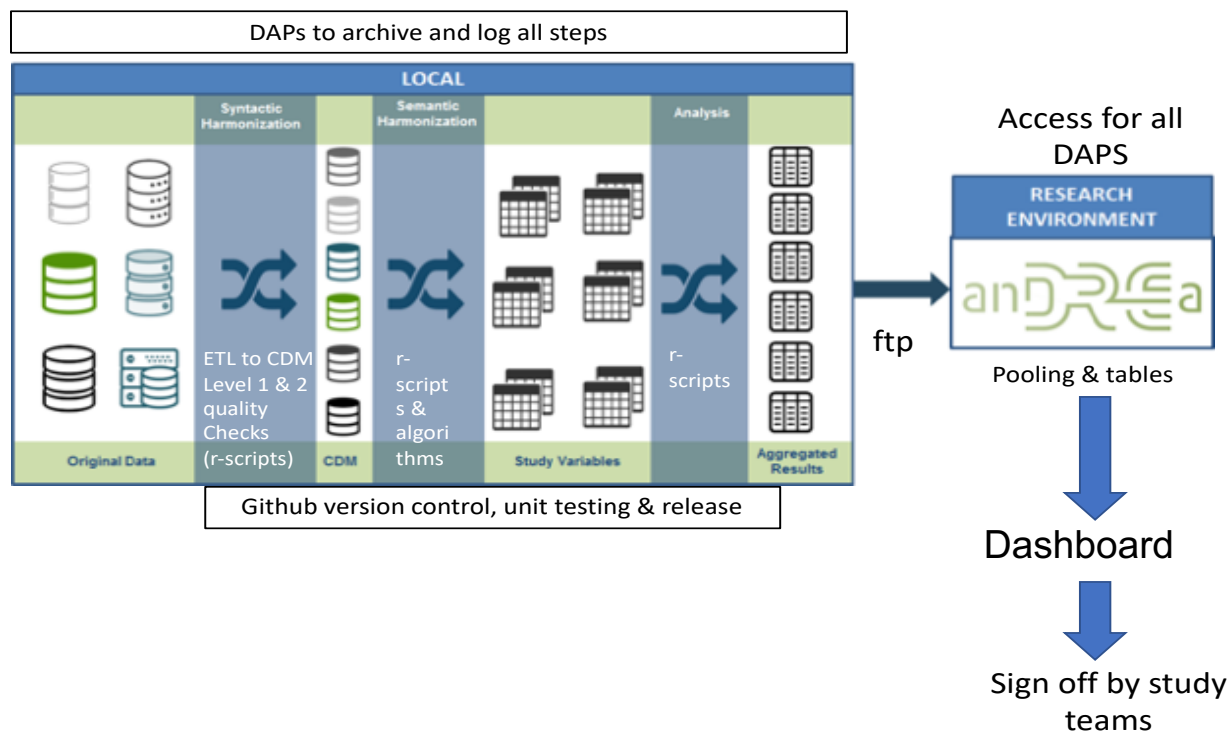 DAPs to archive and log all steps
LOCAL
Syntactic
Harmonization
Semantic
Harmonization
Analysis
ETL to CDM
Level 1 & 2
quality
Checks
(r-scripts)
r-
script
s &
algori
thms
r-
scripts
Original Data
CDM
Study Variables
Aggregated
Results
Github version control, unit testing & release
ftp
Access for all
DAPS
RESEARCH
ENVIRONMENT
anDREa
Pooling & tables
Dashboard
Sign off by study
teams